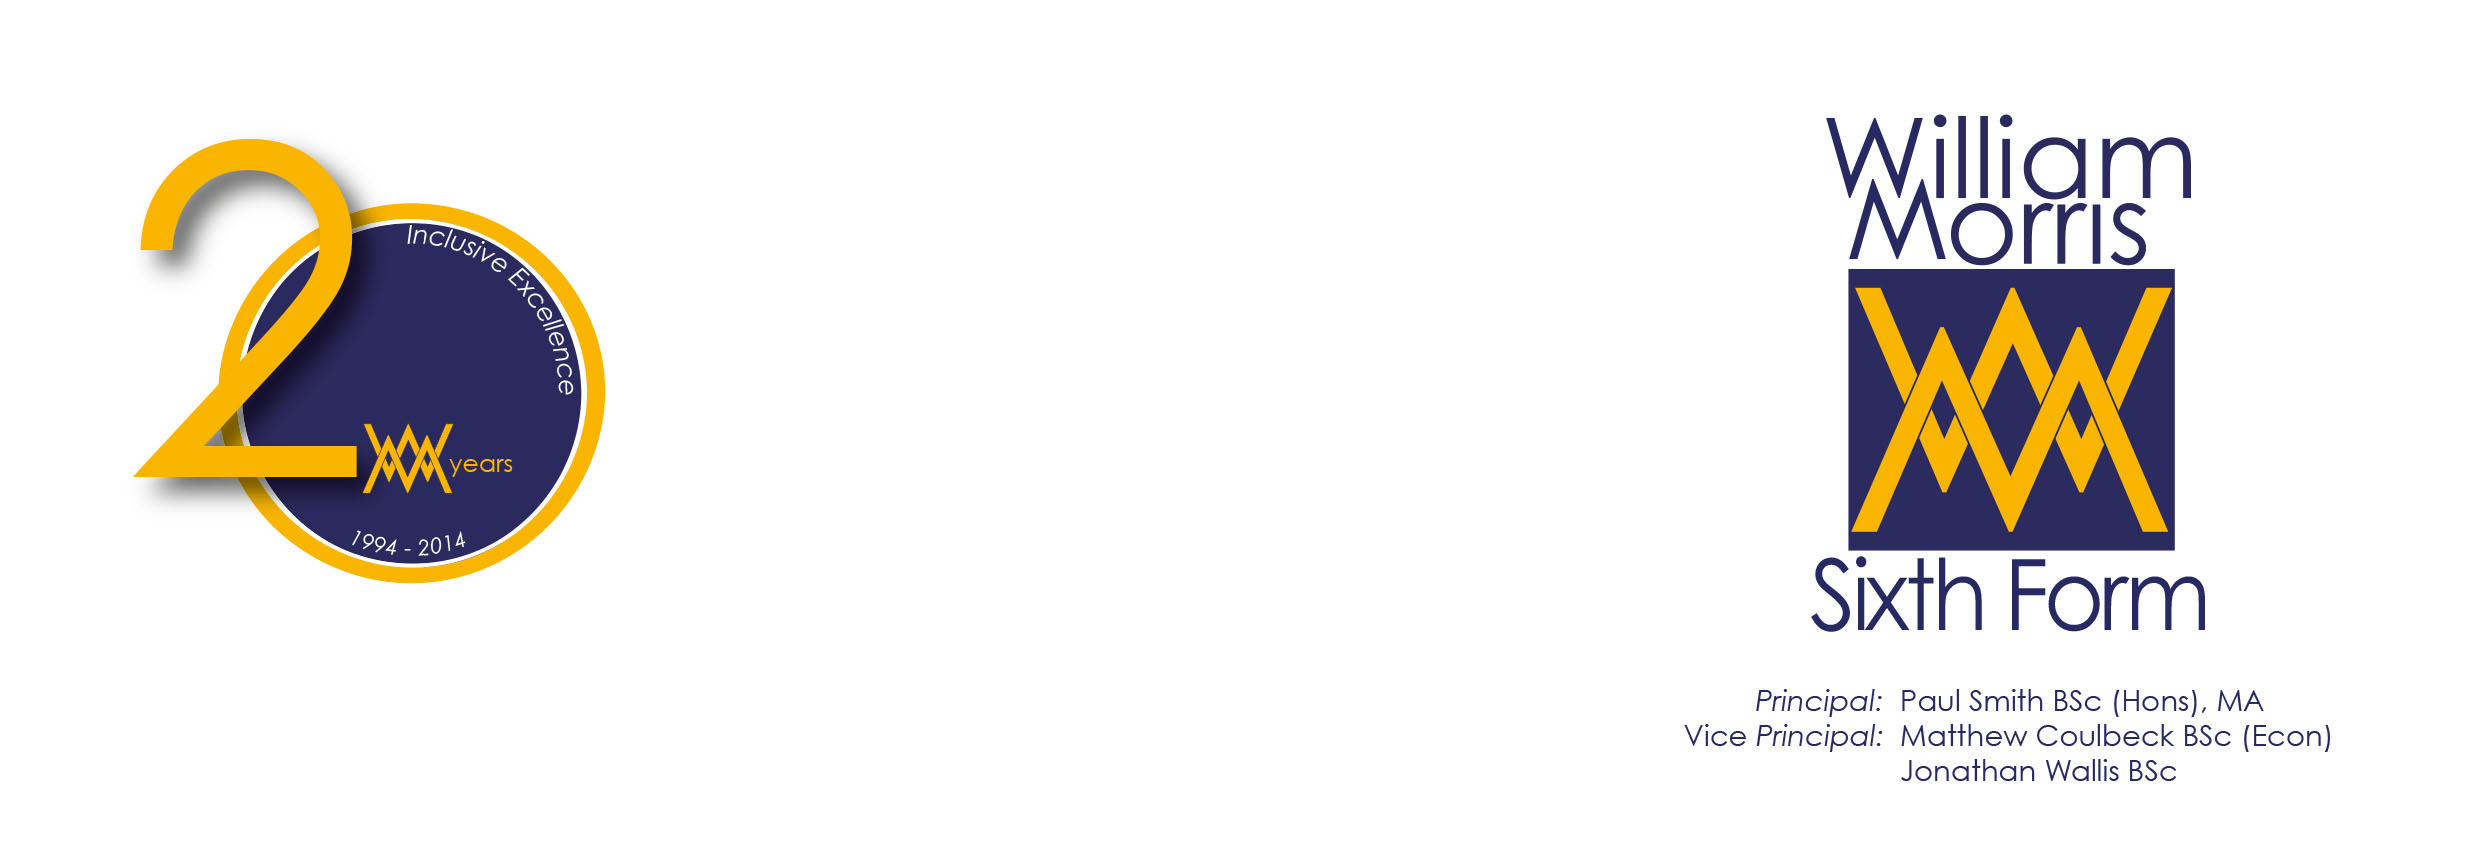 20
Inclusive Excellence
years
1994 - 2014
William
Morris
Sixth Form
Principal: Paul Smith BSc (Hons), MA
Vice Principal: Matthew Coulbeck BSc (Econ)
Jonathan Wallis BSc